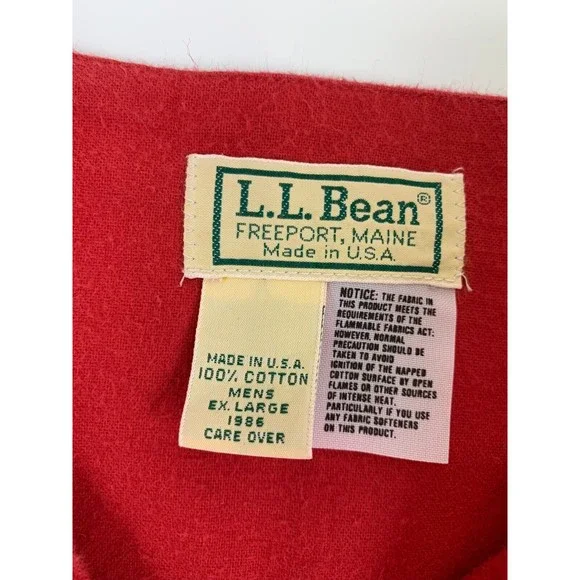 L.L. Bean®
FREEPORT, MAINE
Made in U.S.A.
MADE IN U.S.A.
100% COTTON
MENS
EX. LARGE
1986
CARE OVER
NOTICE: THE FABRIC IN
THIS PRODUCT MEETS THE
REQUIREMENTS OF THE
FLAMMABLE FABRICS ACT:
HOWEVER, NORMAL
PRECAUTION SHOULD BE
TAKEN TO AVOID
IGNITION OF THE NAPPED
COTTON SURFACE BY OPEN
FLAMES OR OTHER SOURCES
OF INTENSE HEAT.
PARTICULARLY IF YOU USE
ANY FABRIC SOFTENERS
ON THIS PRODUCT.